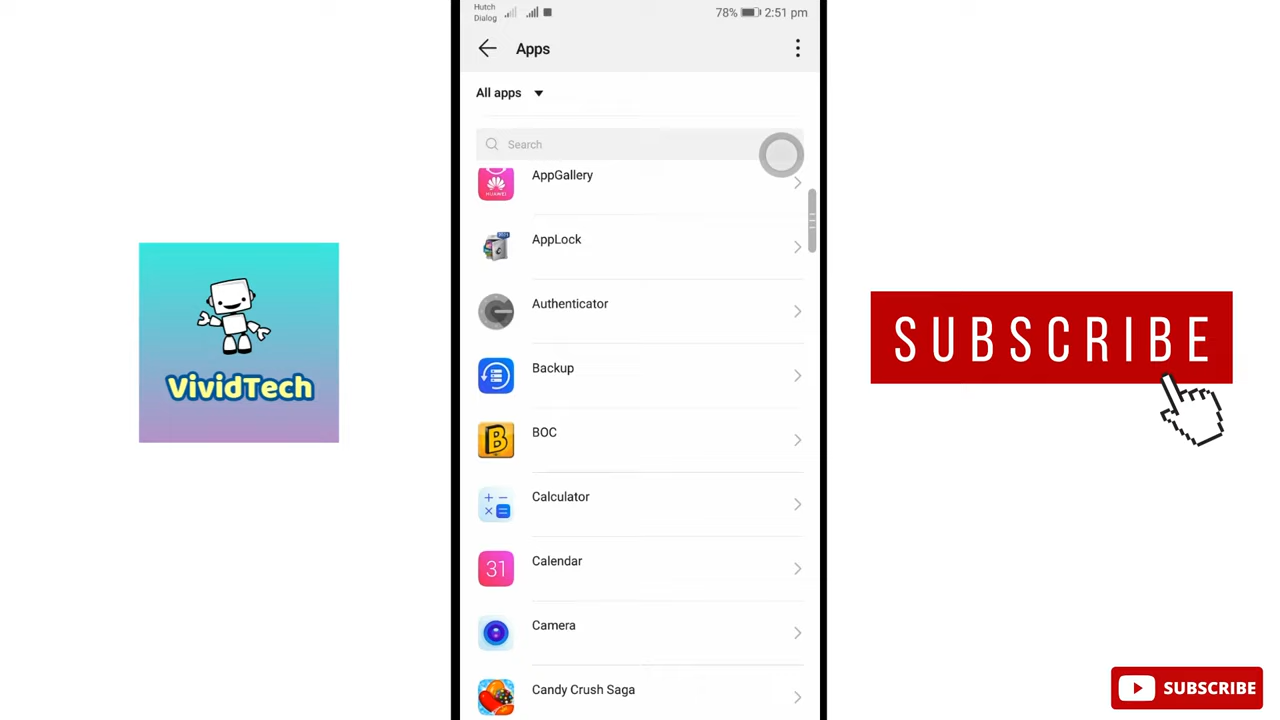 Hutch
Dialog
78% 2:51 pm
Apps
All apps
Search
AppGallery
HUAWEI
AppLock
Authenticator
Backup
BOC
B
Calculator
Calendar
31
Camera
Candy Crush Saga
VividTech
SUBSCRIBE
SUBSCRIBE